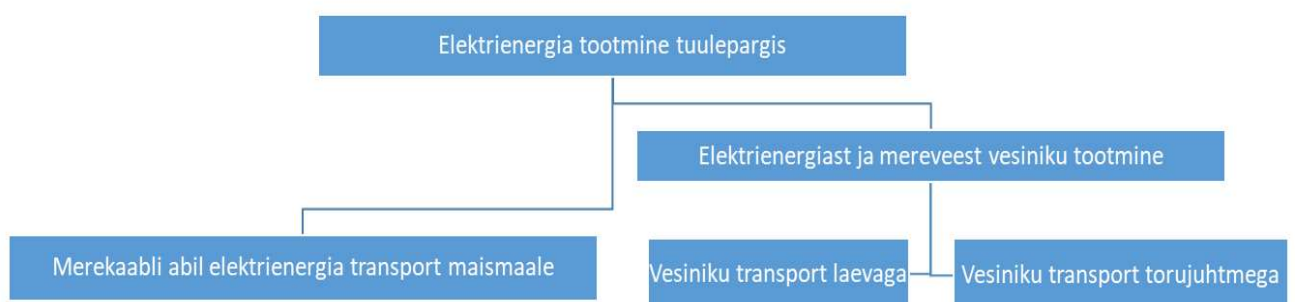 Elektrienergia tootmine tuulepargis
Elektrienergiast ja mereveest vesiniku tootmine
Merekaabli abil elektrienergia transport maismaale
Vesiniku transport laevaga
Vesiniku transport torujuhtmega